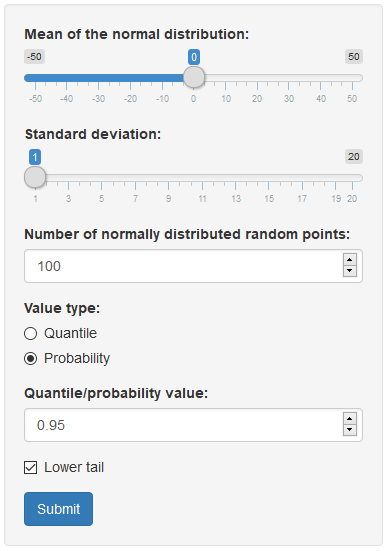 Mean of the normal distribution:
-50 0 50
-50 -40 -30 -20 -10 0 10 20 30 40 50
Standard deviation:
1 20
1 3 5 7 9 11 13 15 17 19 20
Number of normally distributed random points:
100
Value type:
Quantile
Probability
Quantile/probability value:
0.95
Lower tail
Submit